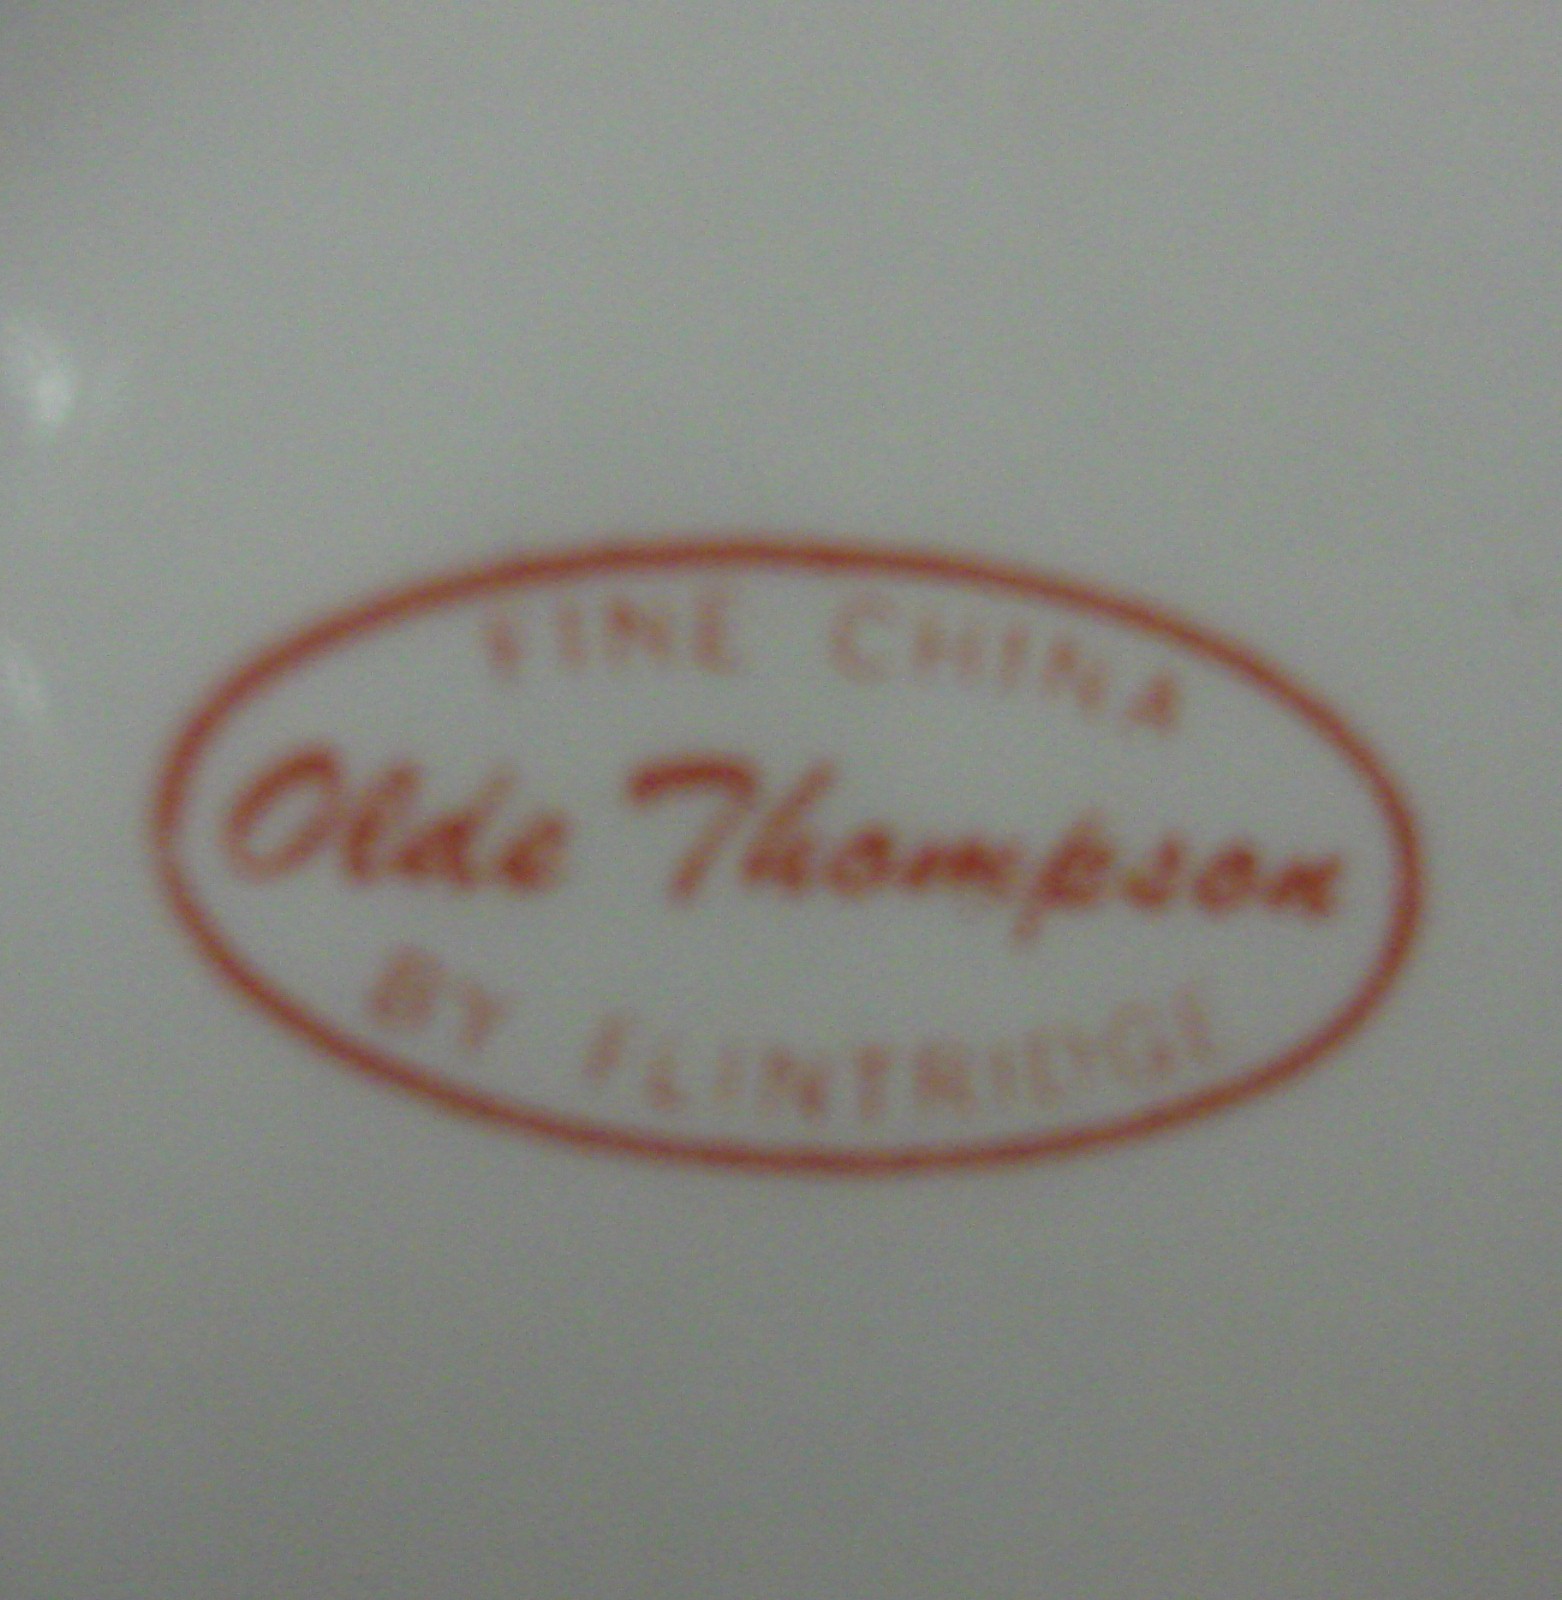 FINE CHINA
Olde Thompson
BY FLINTRIDGE